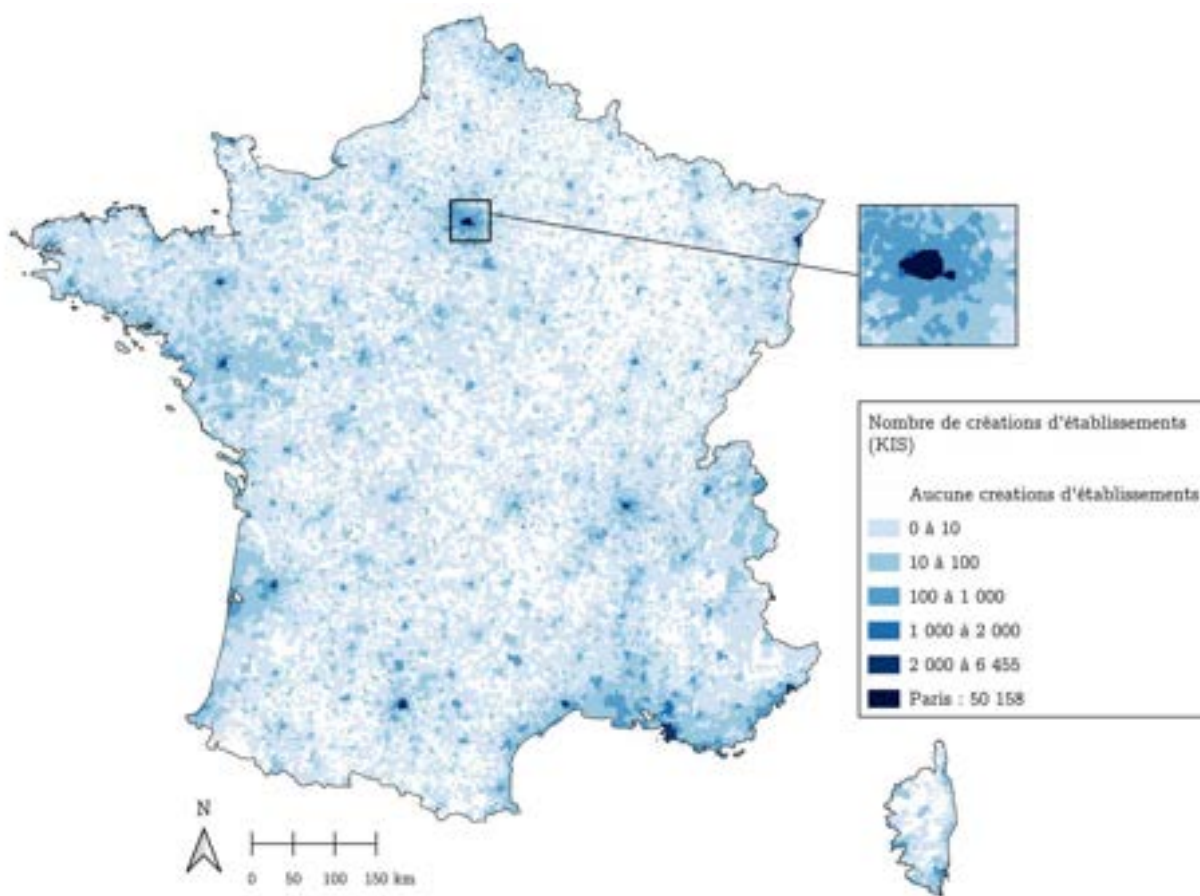 Nombre de créations d'établissements
(KIS)
Aucune creations d'établissements
0 à 10
10 à 100
100 à 1 000
1 000 à 2 000
2 000 à 6 455
Paris : 50 158
N
0 50 100 150 km